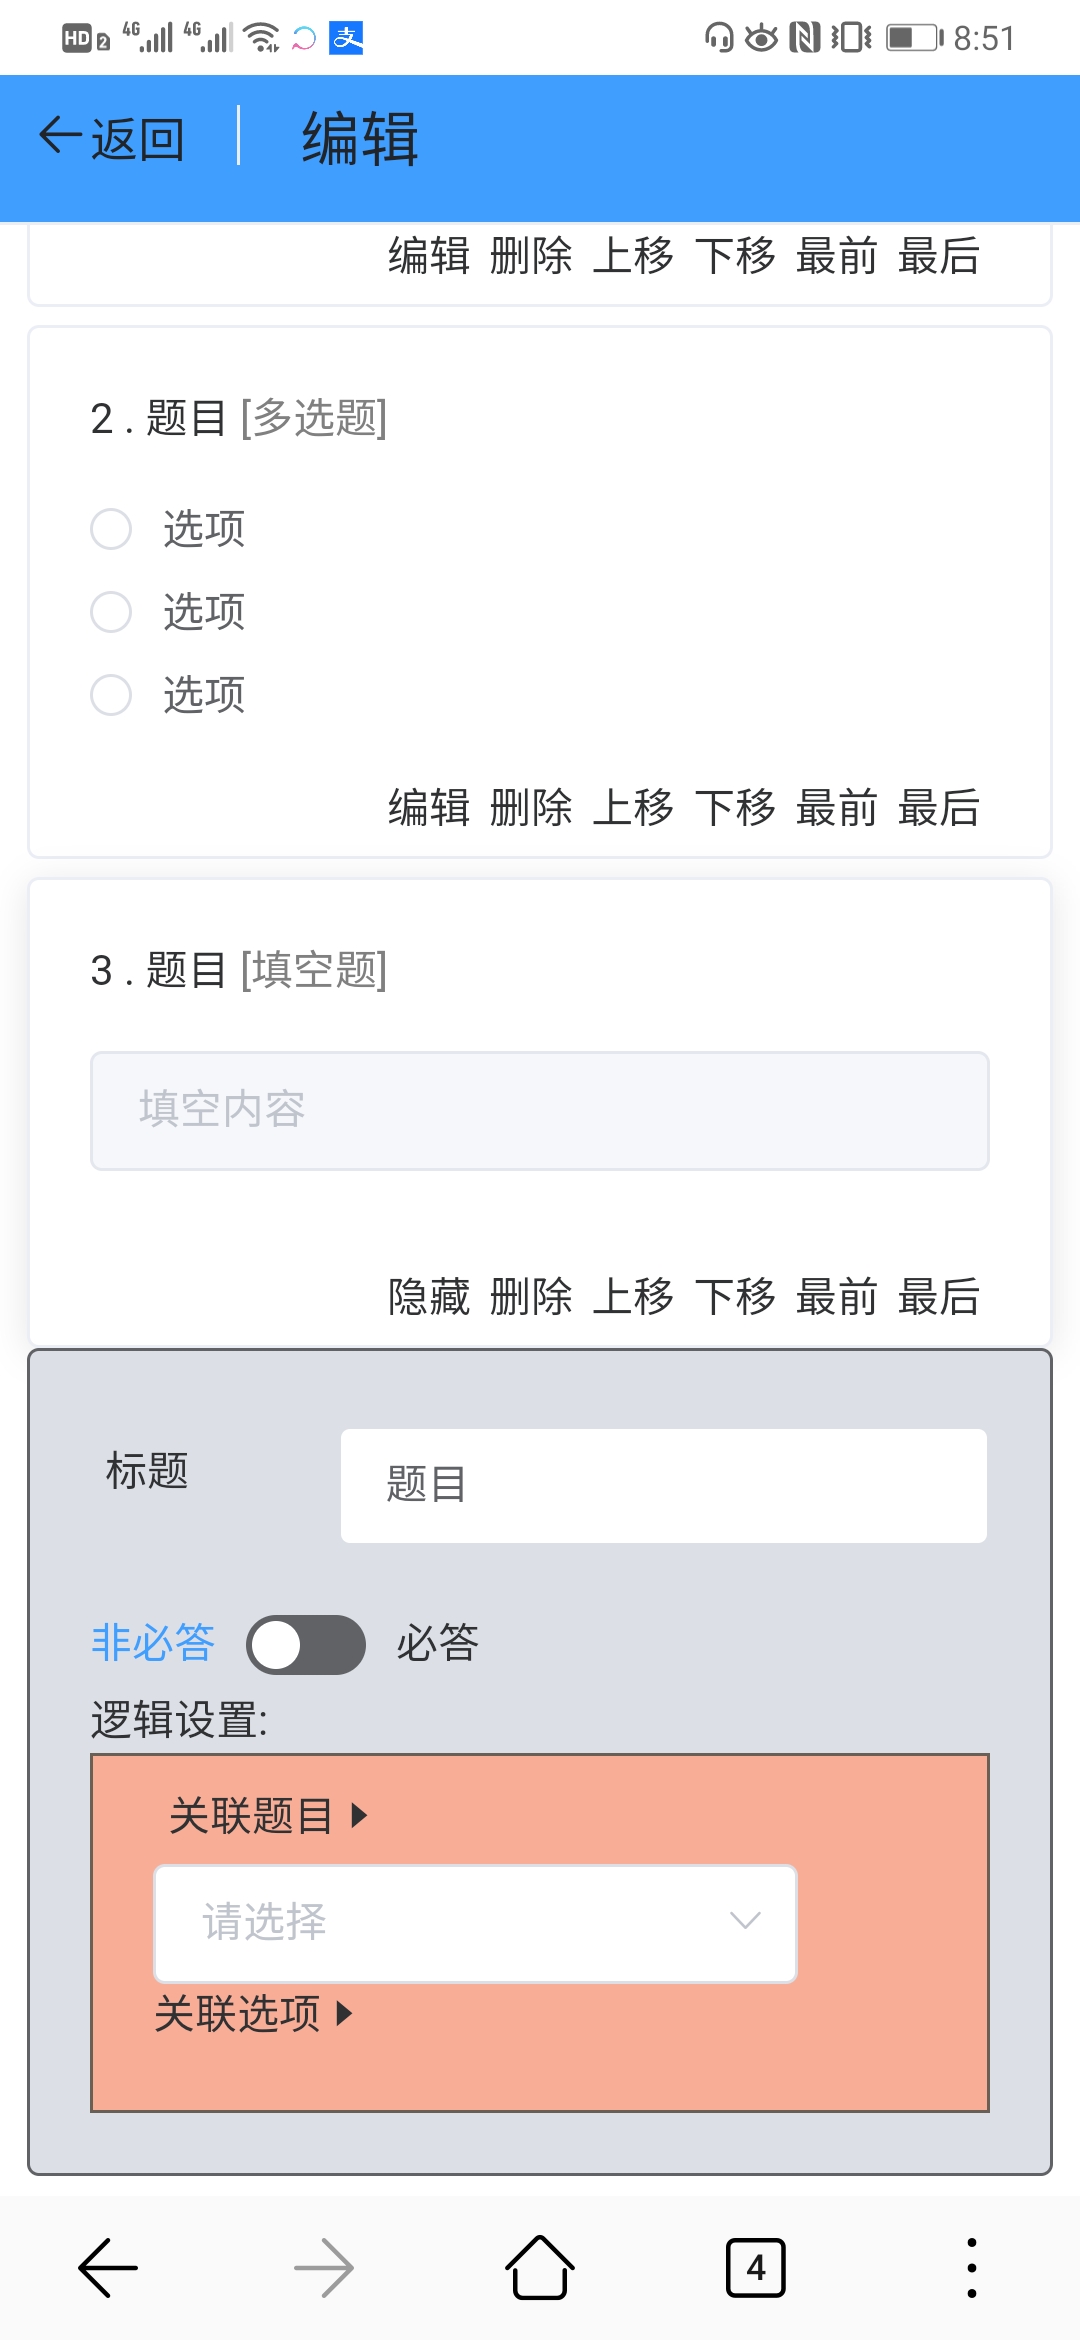 HD 2 4G 4G 支 8:51
返回 编辑
编辑 删除 上移 下移 最前 最后
2 . 题目 [多选题]
选项
选项
选项
编辑 删除 上移 下移 最前 最后
3 . 题目 [填空题]
填空内容
隐藏 删除 上移 下移 最前 最后
标题 题目
非必答 必答
逻辑设置:
关联题目
请选择
关联选项
4